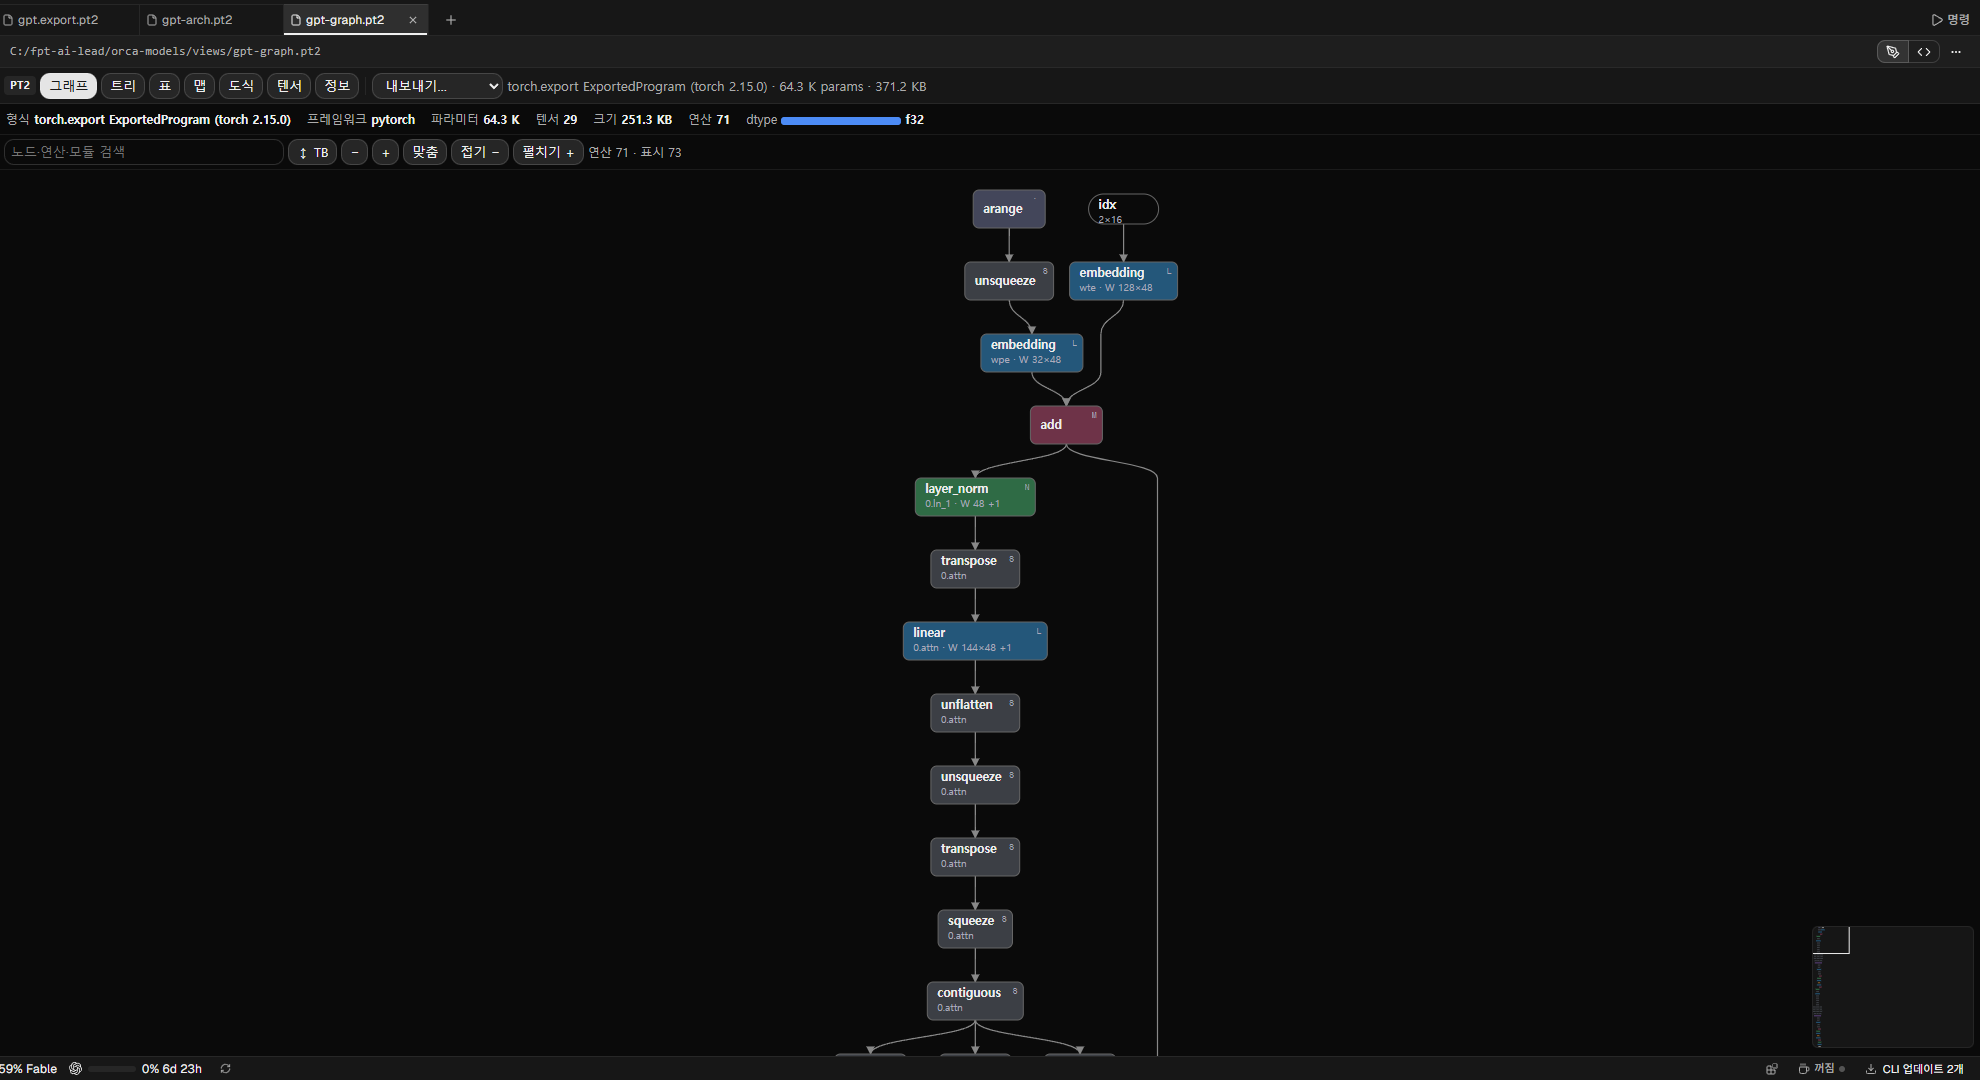 gpt.export.pt2 gpt-arch.pt2 gpt-graph.pt2 × + 명령
C:/fpt-ai-lead/orca-models/views/gpt-graph.pt2 <> ...
PT2 그래프 트리 표 맵 도식 텐서 정보 내보내기... torch.export ExportedProgram (torch 2.15.0) · 64.3 K params · 371.2 KB
형식 torch.export ExportedProgram (torch 2.15.0) 프레임워크 pytorch 파라미터 64.3 K 텐서 29 크기 251.3 KB 연산 71 dtype f32
노드·연산·모듈 검색 ↕ TB − + 맞춤 접기 − 펼치기 + 연산 71 · 표시 73
arange
idx
2×16
unsqueeze S
embedding L
wte · W 128×48
embedding L
wpe · W 32×48
add M
layer_norm N
0.ln_1 · W 48 +1
transpose S
0.attn
linear L
0.attn · W 144×48 +1
unflatten S
0.attn
unsqueeze S
0.attn
transpose S
0.attn
squeeze S
0.attn
contiguous S
0.attn
59% Fable 0% 6d 23h 꺼짐 CLI 업데이트 2개